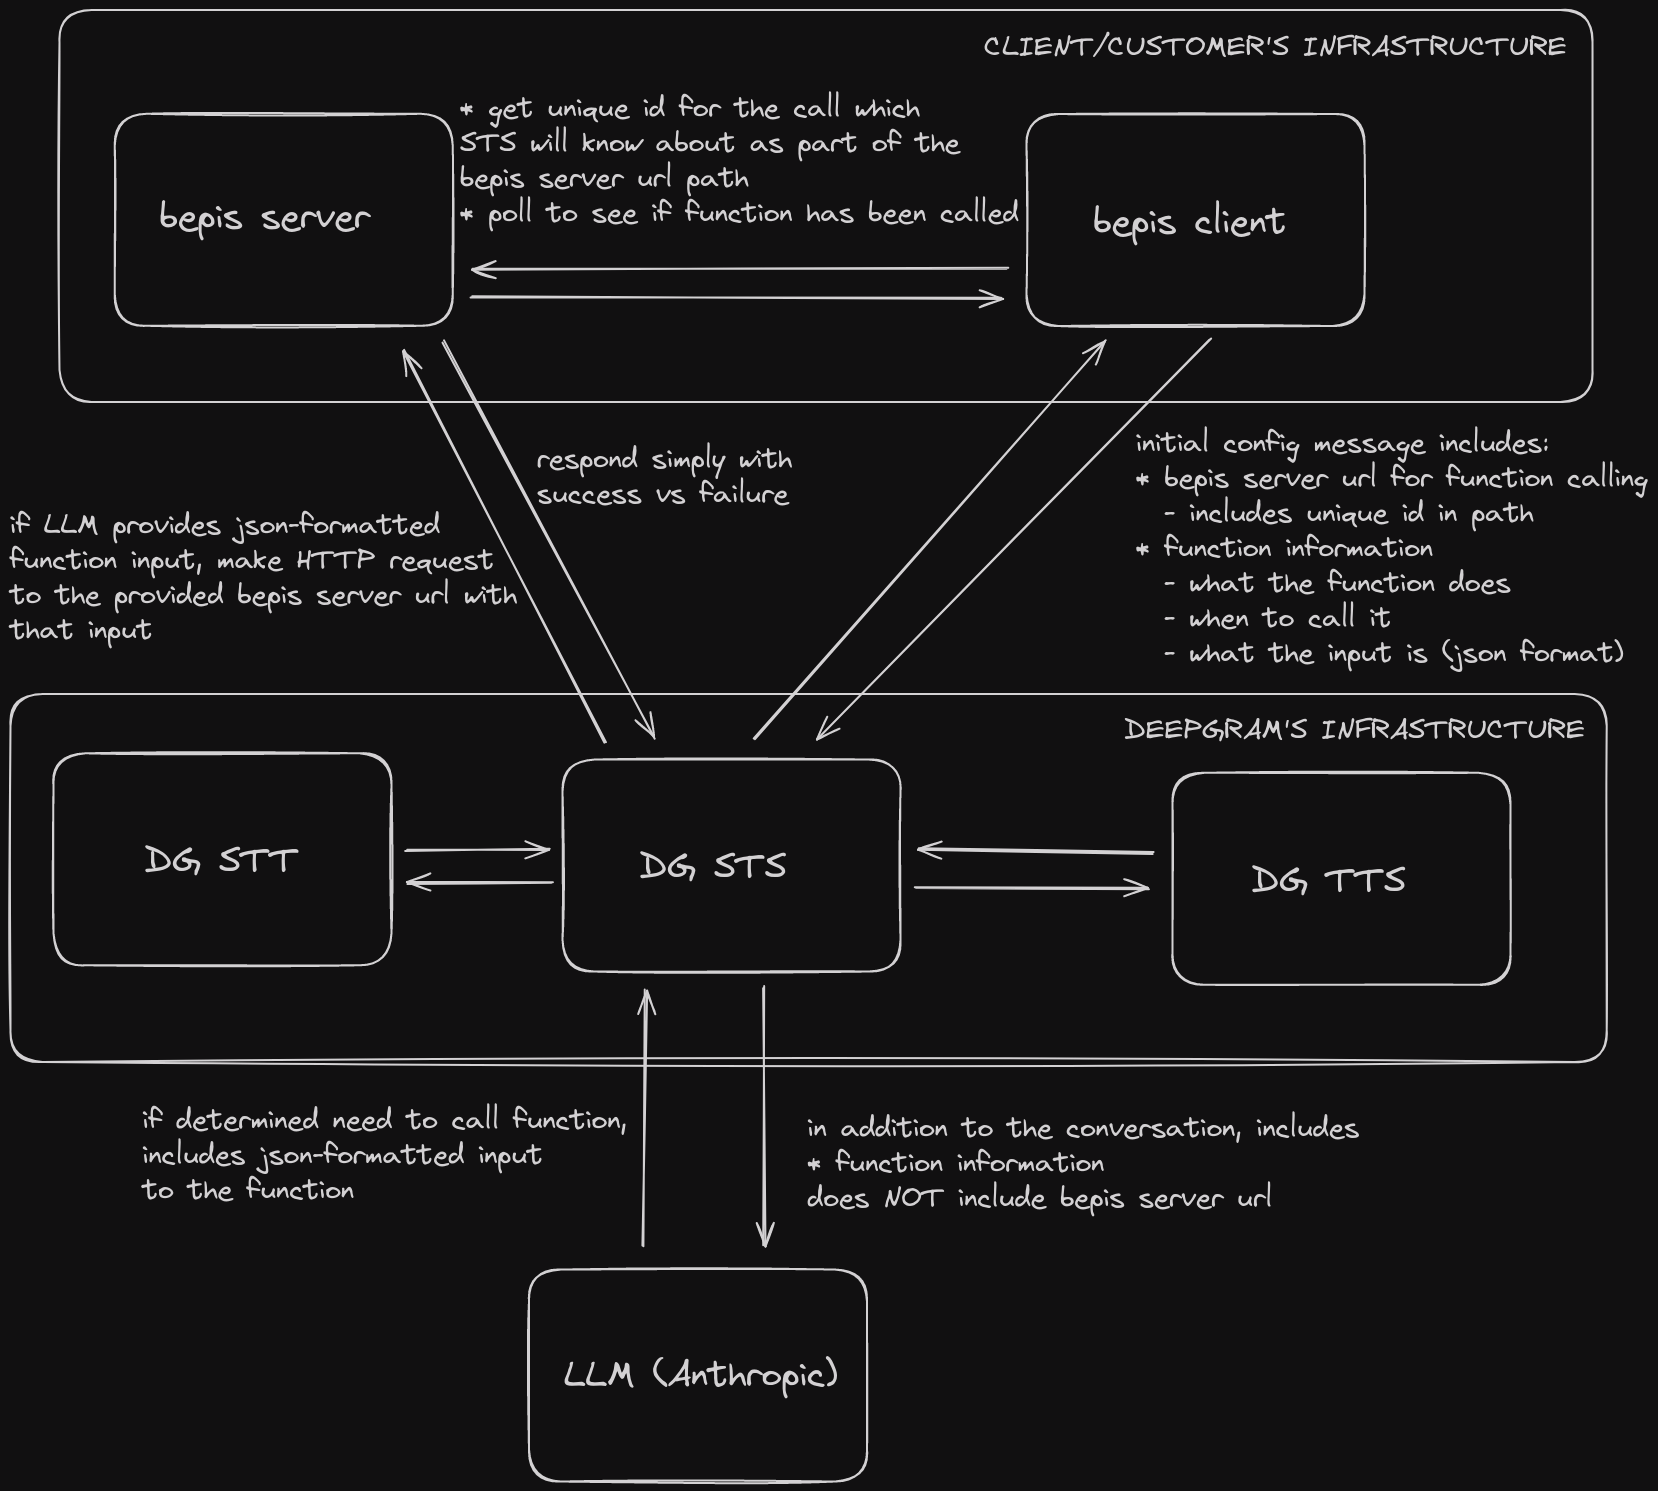 CLIENT/CUSTOMER'S INFRASTRUCTURE
* get unique id for the call which
STS will know about as part of the
bepis server url path
* poll to see if function has been called
bepis server
bepis client
respond simply with
success vs failure
if LLM provides json-formatted
function input, make HTTP request
to the provided bepis server url with
that input
initial config message includes:
* bepis server url for function calling
- includes unique id in path
* function information
- what the function does
- when to call it
- what the input is (json format)
DEEPGRAM'S INFRASTRUCTURE
DG STT
DG STS
DG TTS
if determined need to call function,
includes json-formatted input
to the function
in addition to the conversation, includes
* function information
does NOT include bepis server url
LLM (Anthropic)